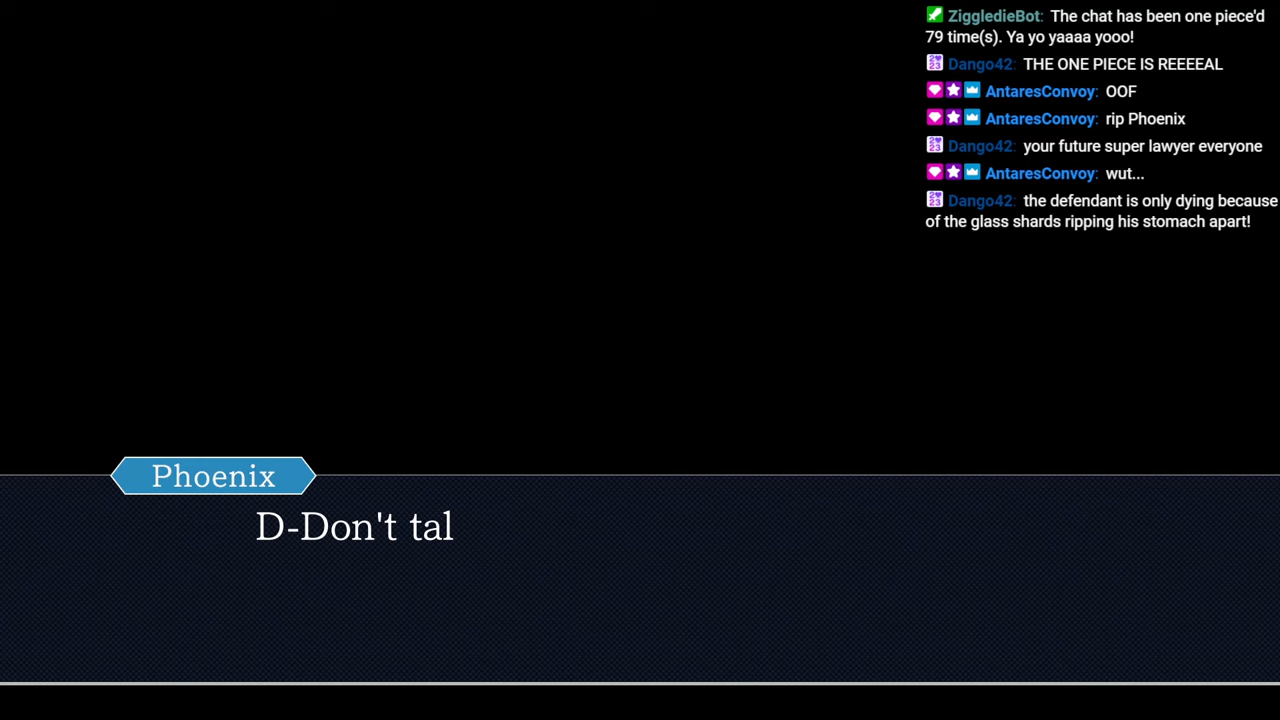 ZiggledieBot: The chat has been one piece'd
79 time(s). Ya yo yaaaa yooo!
Dango42: THE ONE PIECE IS REEEEAL
AntaresConvoy: OOF
AntaresConvoy: rip Phoenix
Dango42: your future super lawyer everyone
AntaresConvoy: wut...
Dango42: the defendant is only dying because
of the glass shards ripping his stomach apart!
Phoenix
D-Don't tal